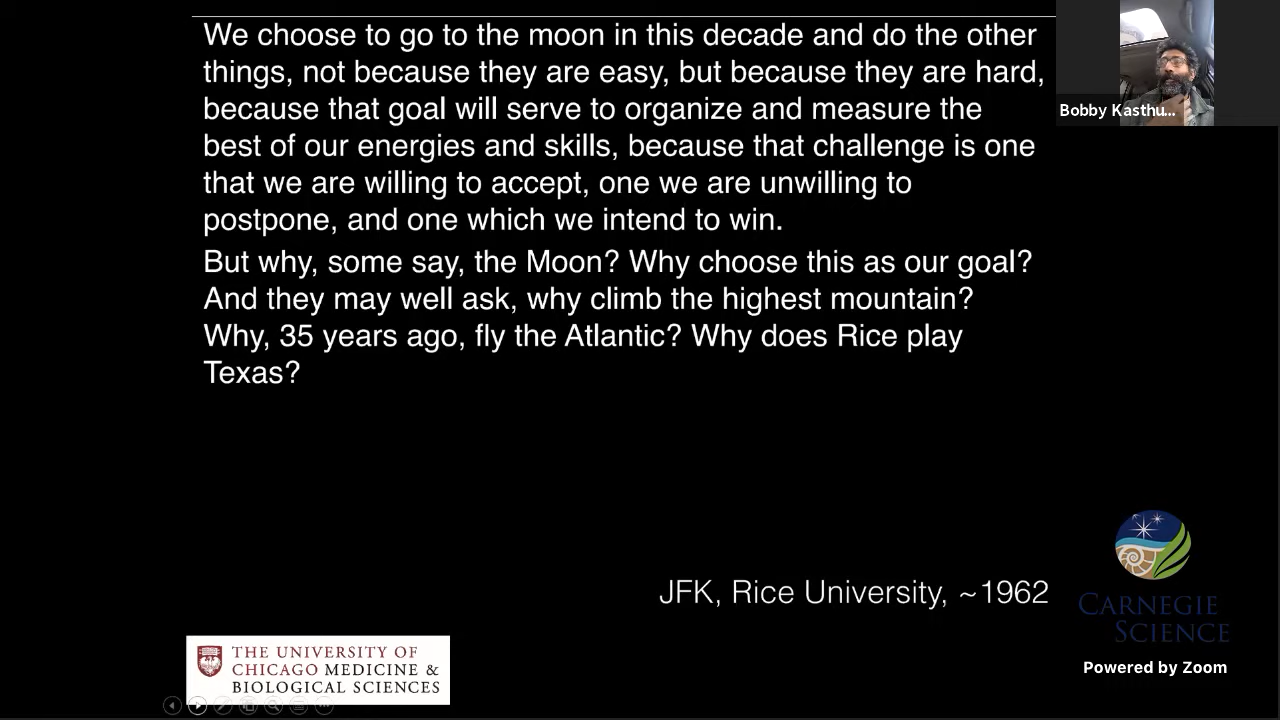 We choose to go to the moon in this decade and do the other
things, not because they are easy, but because they are hard,
because that goal will serve to organize and measure the
best of our energies and skills, because that challenge is one
that we are willing to accept, one we are unwilling to
postpone, and one which we intend to win.
But why, some say, the Moon? Why choose this as our goal?
And they may well ask, why climb the highest mountain?
Why, 35 years ago, fly the Atlantic? Why does Rice play
Texas?
Bobby Kasthu...
JFK, Rice University, ~1962
CARNEGIE
SCIENCE
Powered by Zoom
THE UNIVERSITY OF
CHICAGO MEDICINE &
BIOLOGICAL SCIENCES